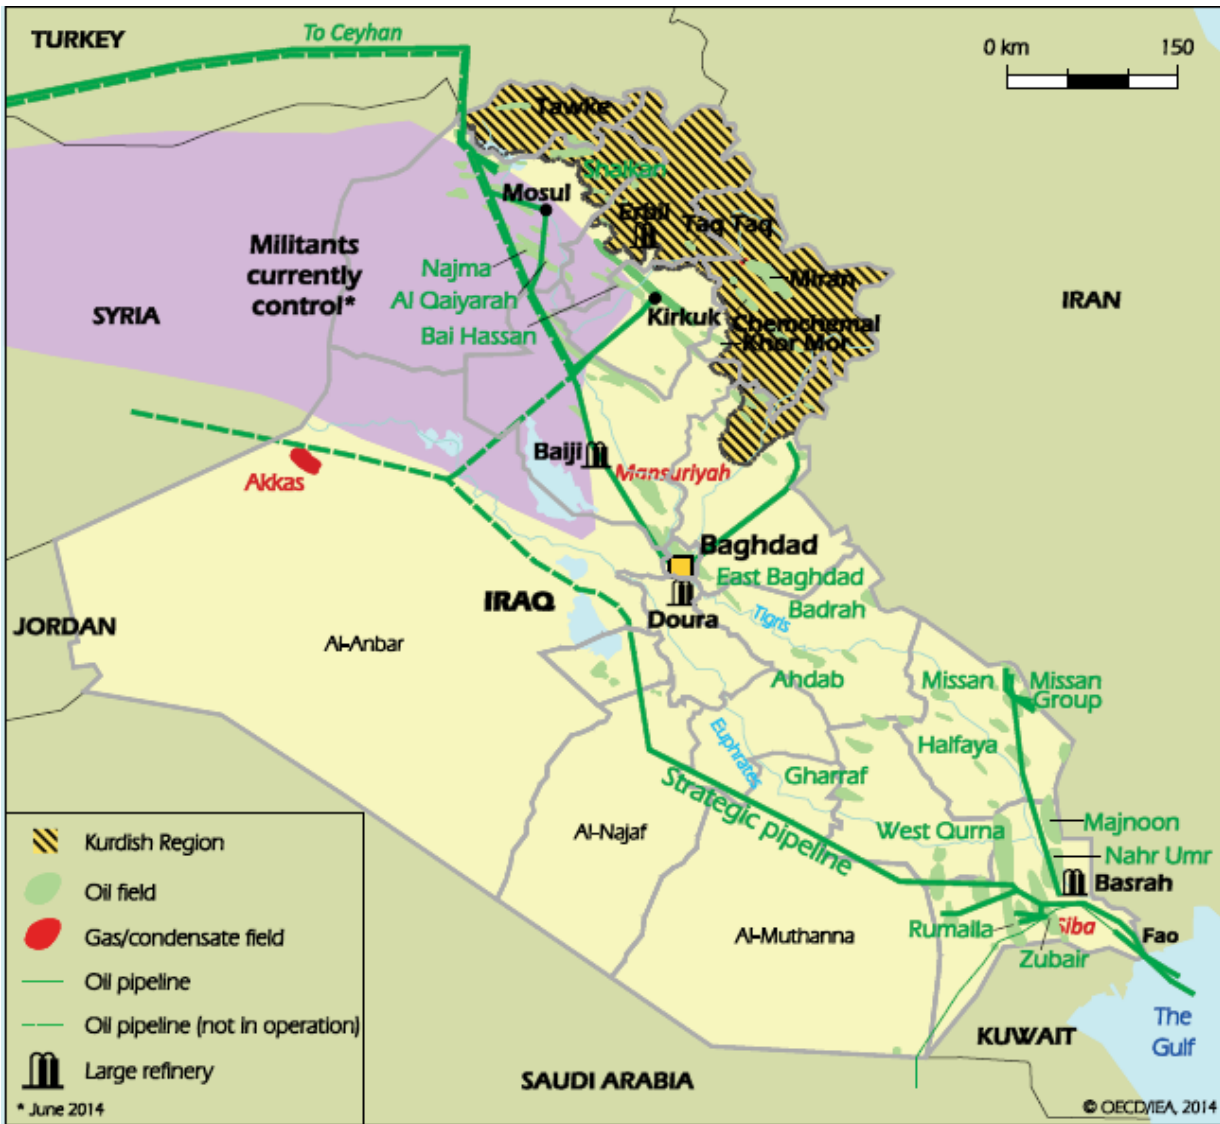 TURKEY
To Ceyhan
0 km 150
Tawke
Shaikan
Mosul
Erbil
Taq Taq
Militants
currently
control*
Najma
Al Qaiyarah
Bai Hassan
Miran
Kirkuk
Chemchemal
Khor Mor
SYRIA
IRAN
Baiji
Mansuriyah
Akkas
Baghdad
East Baghdad
IRAQ
Doura
Badrah
Tigris
JORDAN
Al-Anbar
Ahdab
Missan
Missan
Group
Euphrates
Halfaya
Gharraf
Strategic pipeline
Al-Najaf
West Qurna
Majnoon
Nahr Umr
Basrah
Al-Muthanna
Rumaila
Siba
Fao
Zubair
KUWAIT
The
Gulf
SAUDI ARABIA
Kurdish Region
Oil field
Gas/condensate field
Oil pipeline
Oil pipeline (not in operation)
Large refinery
* June 2014
© OECD/IEA, 2014